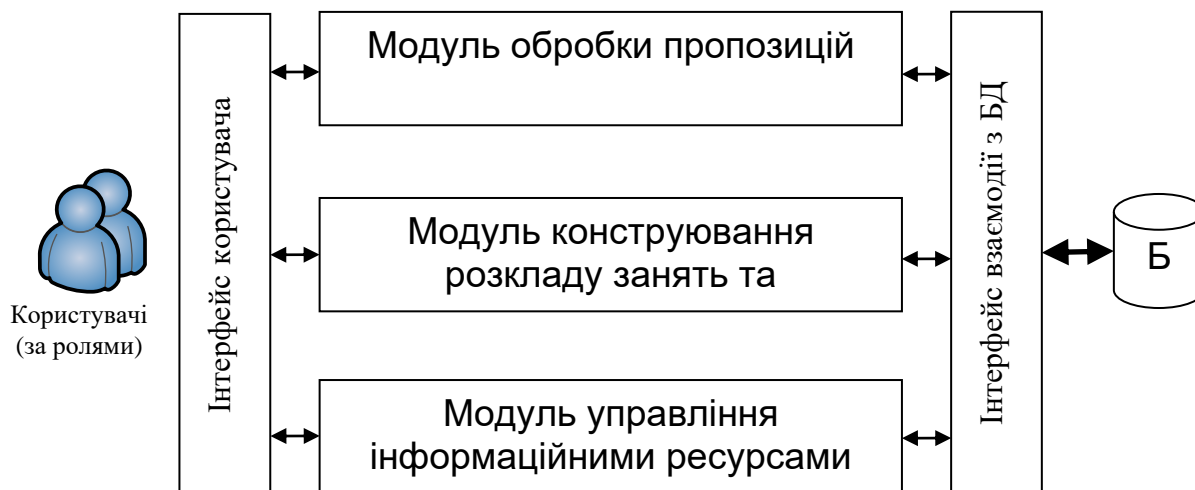 Користувачі
(за ролями)
Інтерфейс користувача
Модуль обробки пропозицій
Модуль конструювання
розкладу занять та
Модуль управління
інформаційними ресурсами
Інтерфейс взаємодії з БД
Б